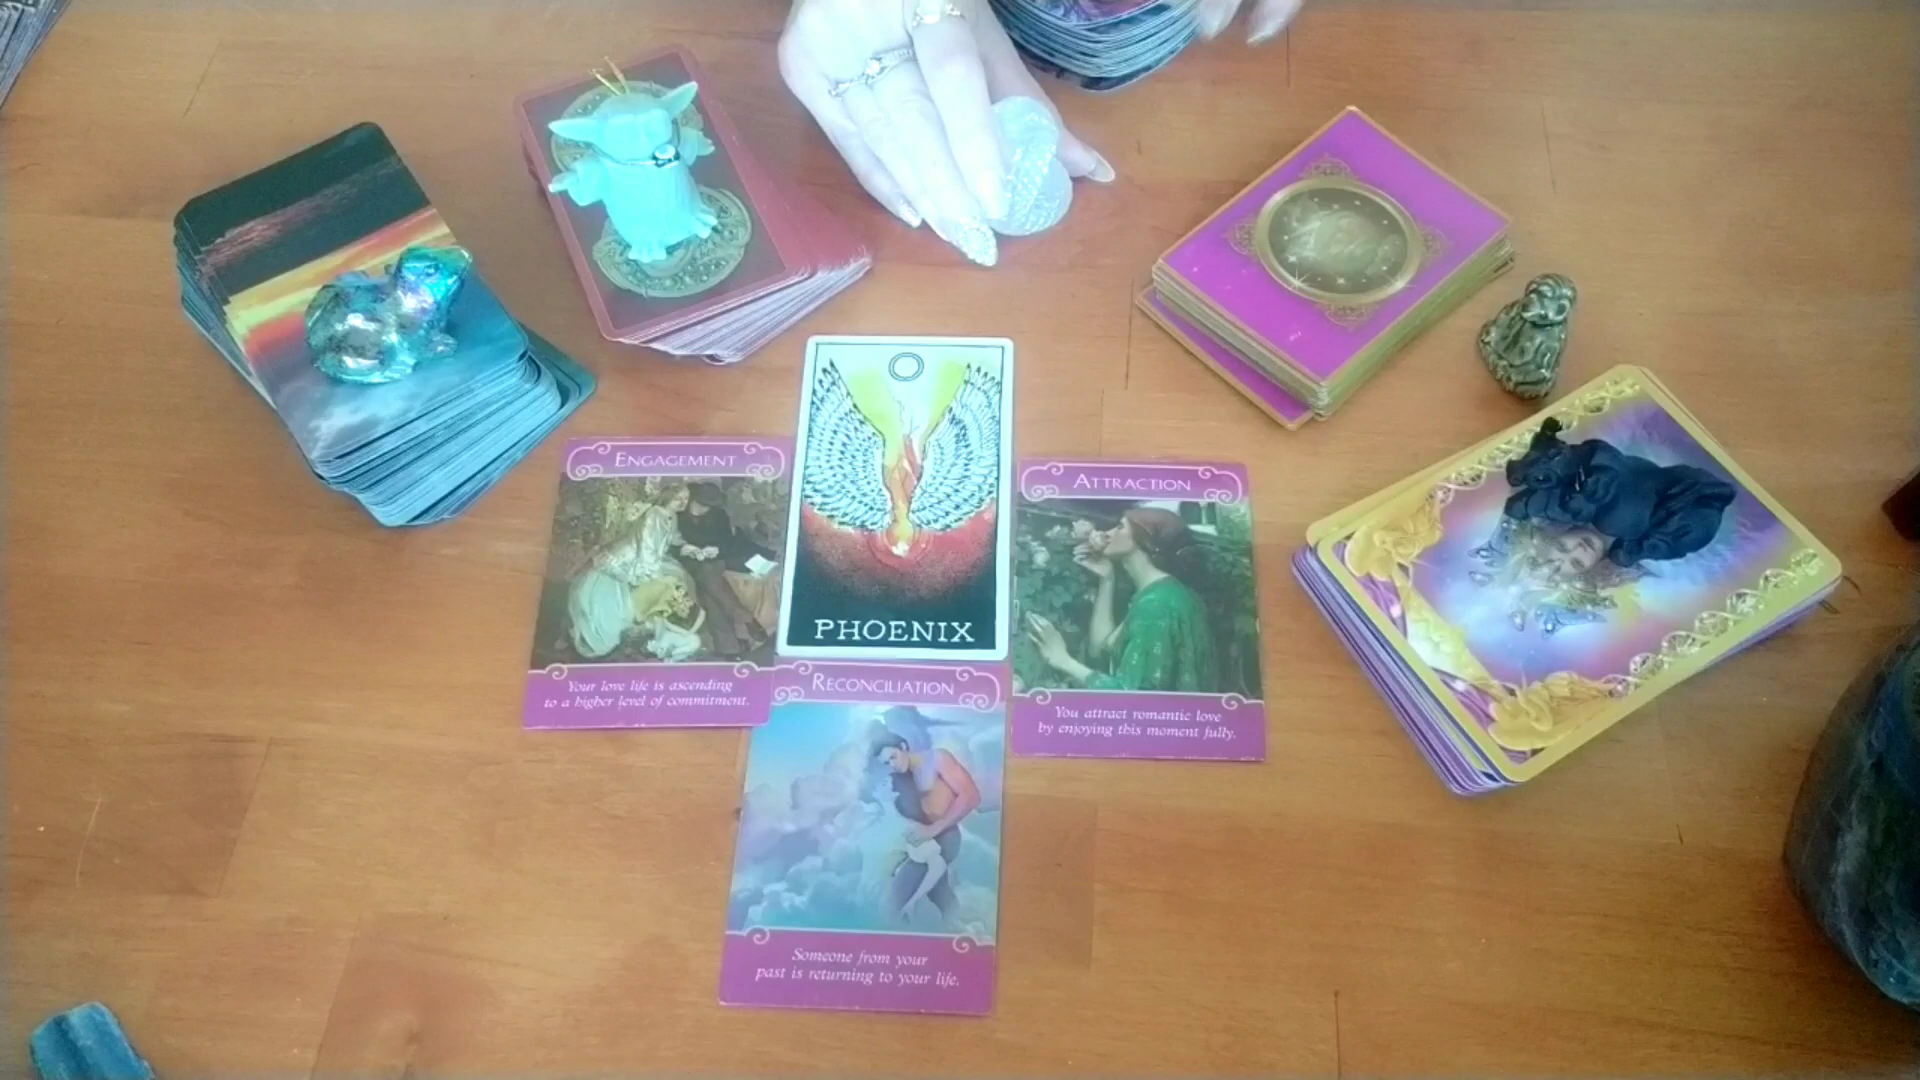 ENGAGEMENT
Your love life is ascending
to a higher level of commitment.
PHOENIX
ATTRACTION
You attract romantic love
by enjoying this moment fully.
RECONCILIATION
Someone from your
past is returning to your life.